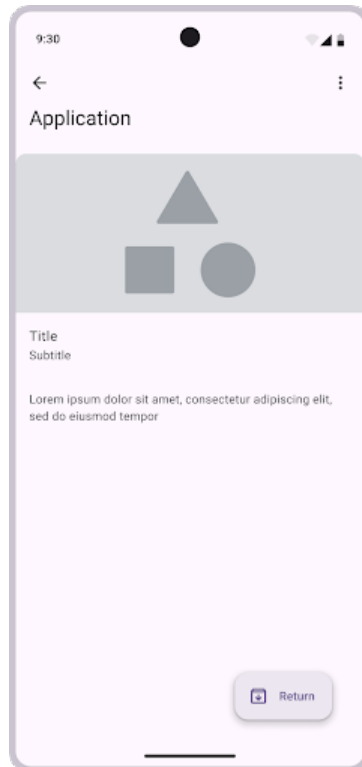 9:30
Application
Title
Subtitle
Lorem ipsum dolor sit amet, consectetur adipiscing elit,
sed do eiusmod tempor
Return